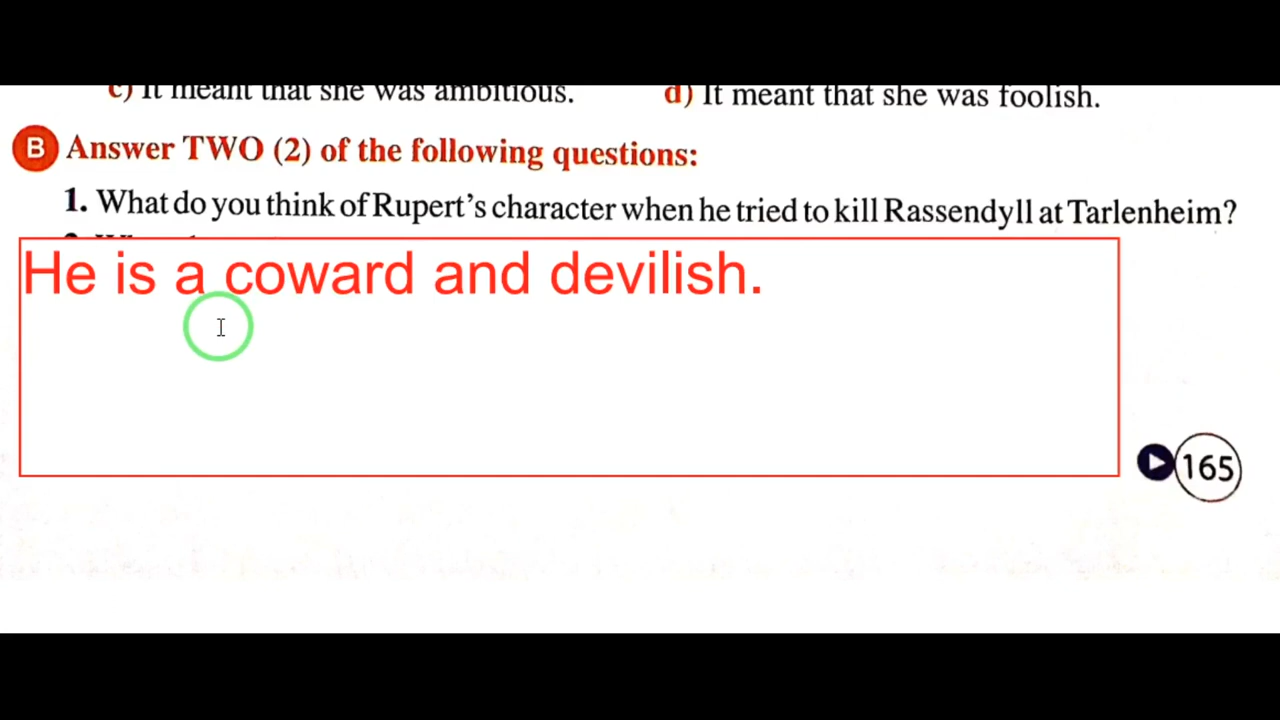 c) It meant that she was ambitious. d) It meant that she was foolish.
B Answer TWO (2) of the following questions:
1. What do you think of Rupert's character when he tried to kill Rassendyll at Tarlenheim?
He is a coward and devilish.
165